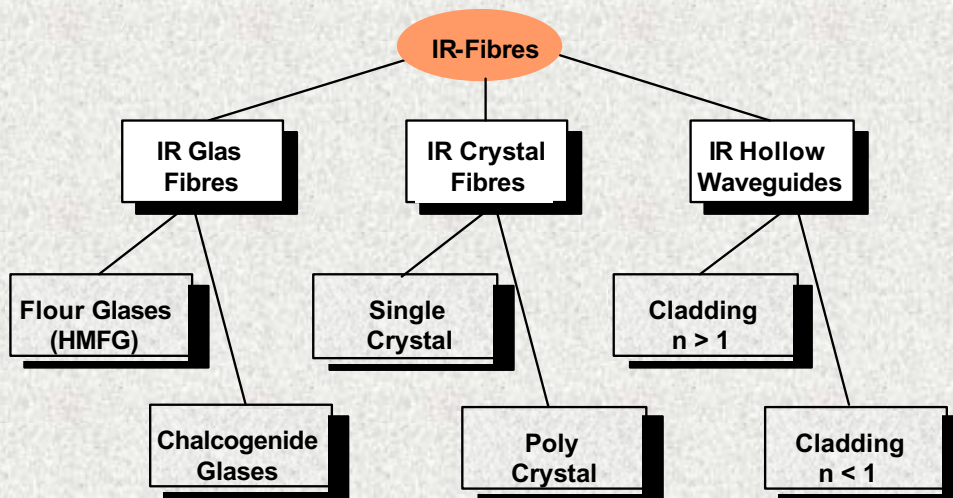 IR-Fibres
IR Glas
Fibres
IR Crystal
Fibres
IR Hollow
Waveguides
Flour Glases
(HMFG)
Single
Crystal
Cladding
n > 1
Chalcogenide
Glases
Poly
Crystal
Cladding
n < 1